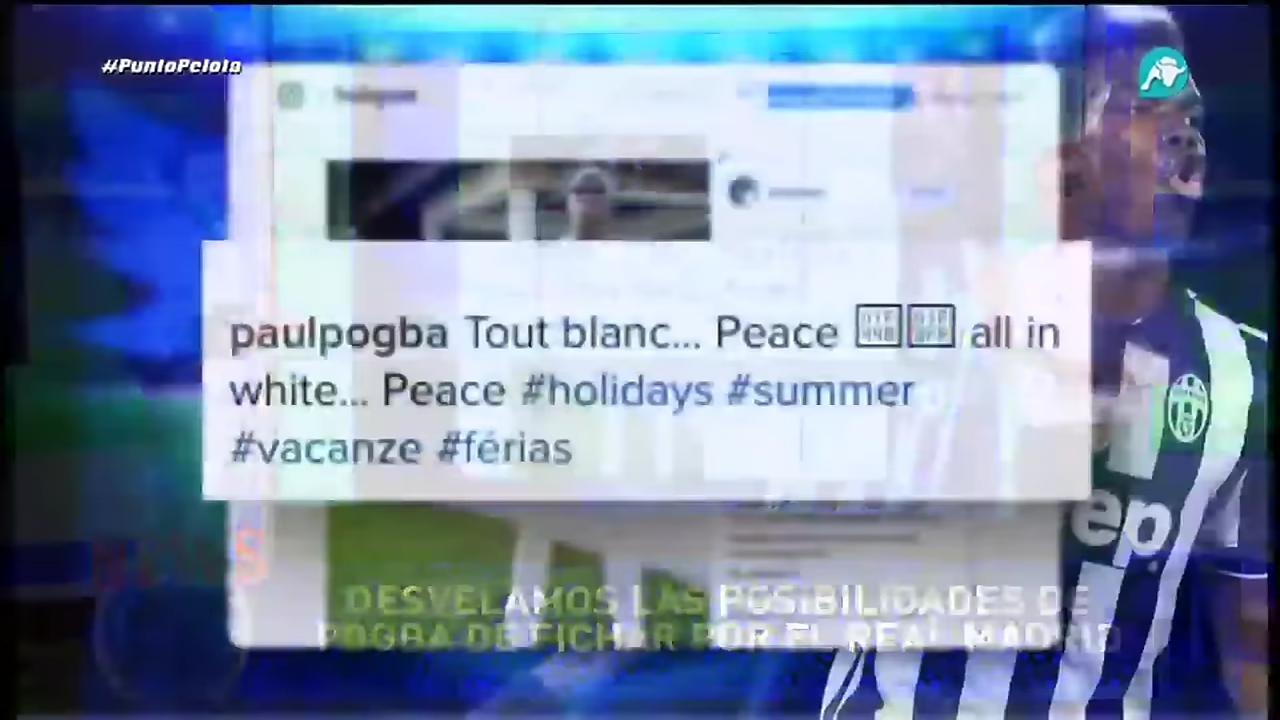 #PuntoPelota
paulpogba Tout blanc... Peace all in
white... Peace #holidays #summer
#vacanze #férias
ep
DESVELAMOS LAS POSIBILIDADES DE
POGBA DE FICHAR POR EL REAL MADRID